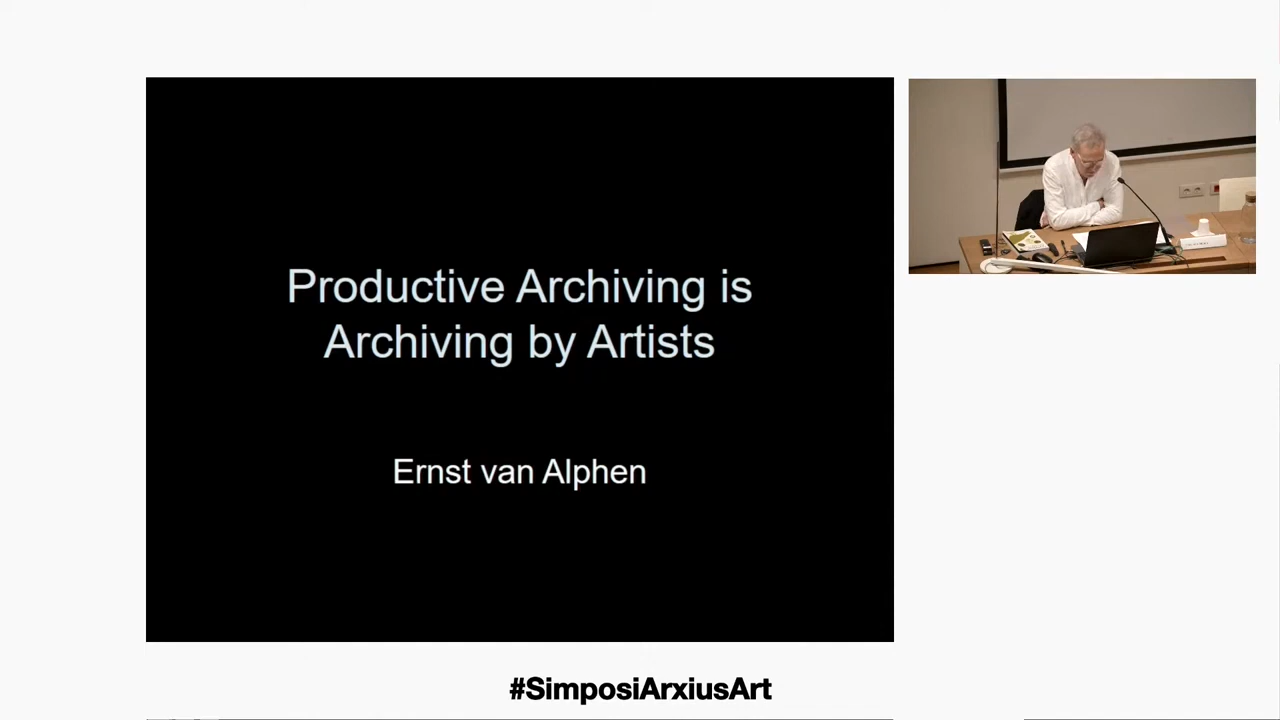 Productive Archiving is
Archiving by Artists
Ernst van Alphen
#SimposiArxiusArt